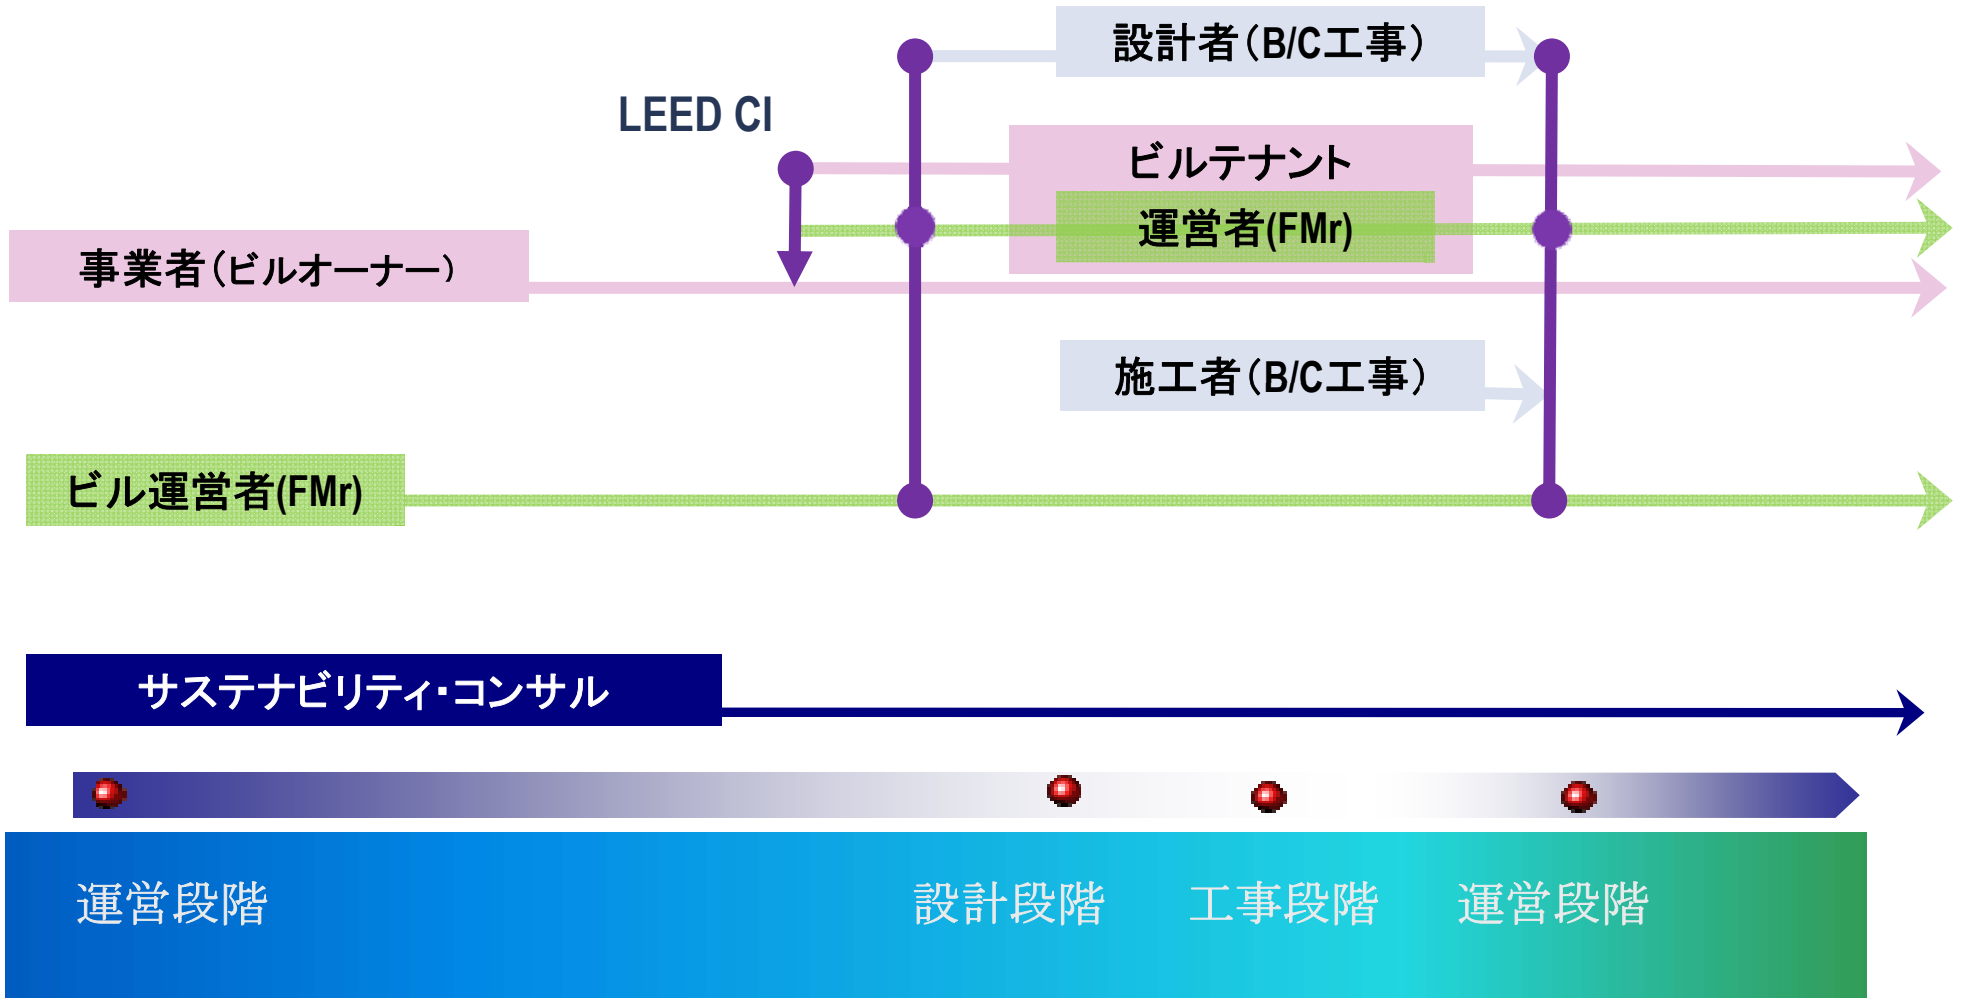 設計者（B/C工事）
LEED CI
ビルテナント
運営者(FMr)
事業者（ビルオーナー）
施工者（B/C工事）
ビル運営者(FMr)
サステナビリティ・コンサル
運営段階
設計段階
工事段階
運営段階